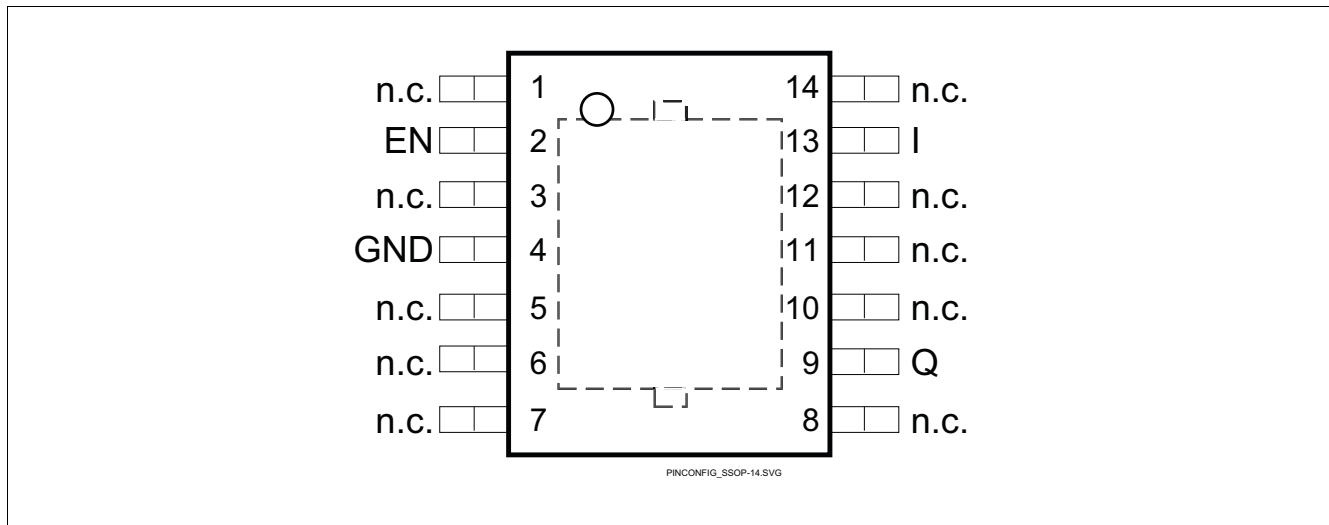 n.c. 1 14 n.c.
EN 2 13 I
n.c. 3 12 n.c.
GND 4 11 n.c.
n.c. 5 10 n.c.
n.c. 6 9 Q
n.c. 7 8 n.c.
PINCONFIG_SSOP-14.SVG